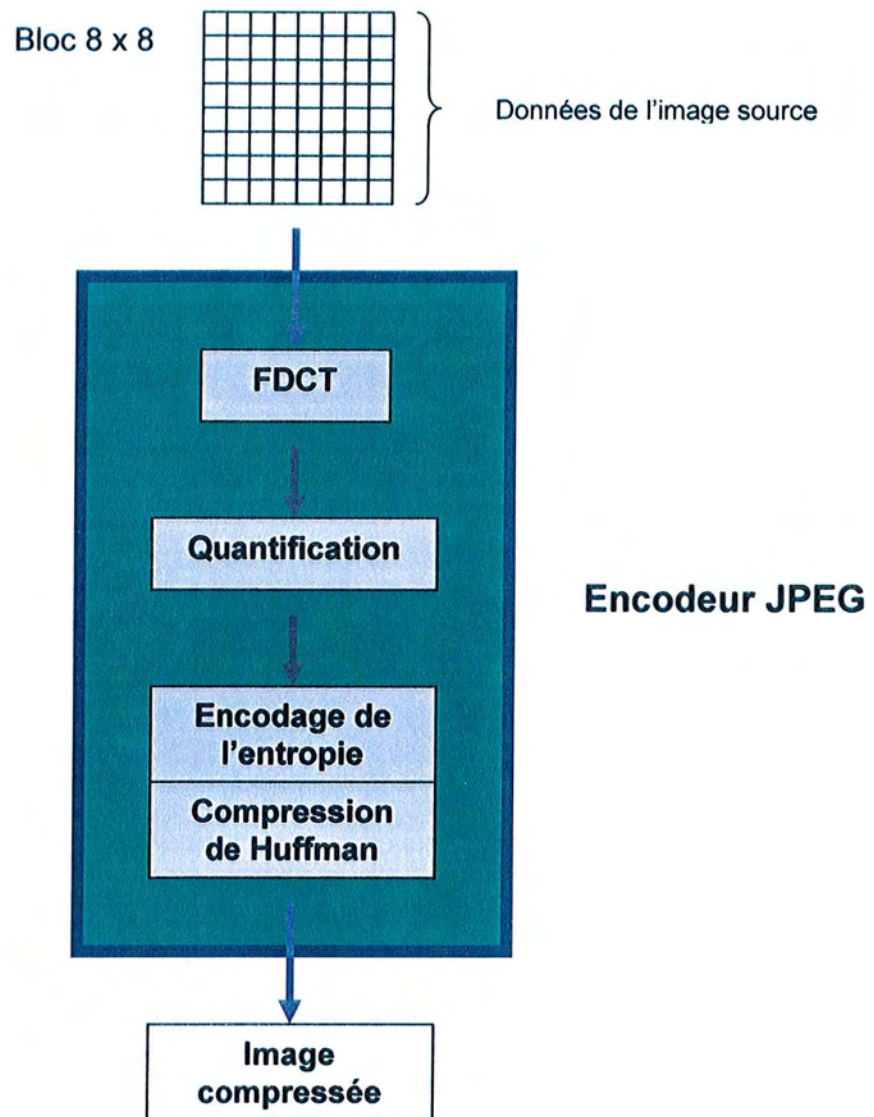 Bloc 8 x 8
Données de l'image source
FDCT
Quantification
Encodeur JPEG
Encodage de
l'entropie
Compression
de Huffman
Image
compressée